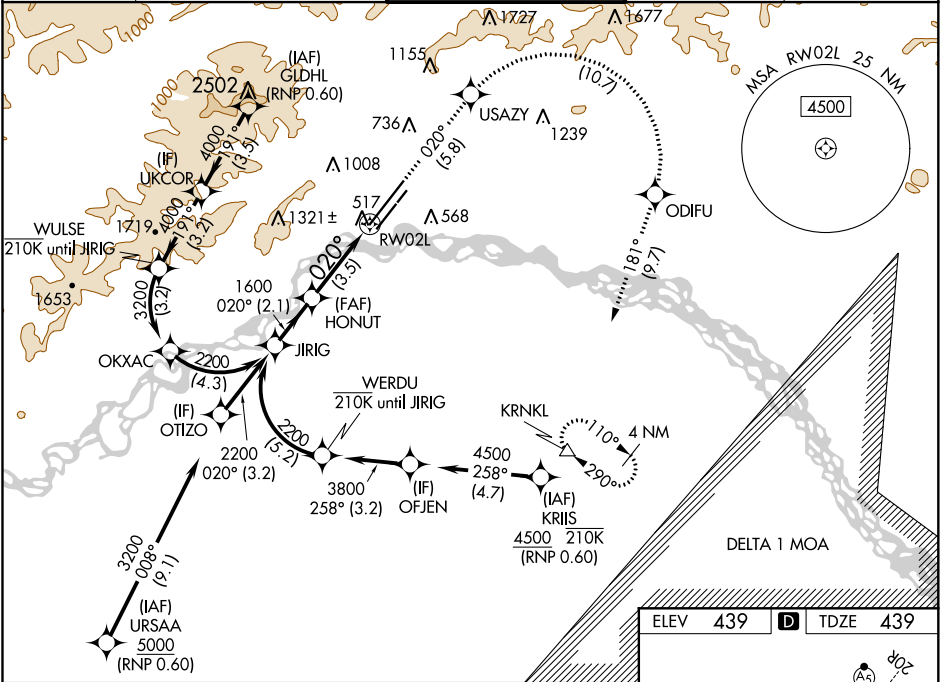 1000
1727
1677
1155
(IAF)
GLDHL
(RNP 0.60)
2502
1000
(10.7)
MSA RW02L 25 NM
4500
USAZY
4000
191°
(3.5)
736
1239
020°
(5.8)
(IF)
UKCOR
1008
4000
191°
(3.2)
ODIFU
517
1321±
568
RW02L
WULSE
210K until JIRIG
1719
020°
(3.5)
181°
(9.7)
1653
3200
(3.2)
1600
020° (2.1)
(FAF)
HONUT
OKXAC
JIRIG
2200
(4.3)
WERDU
210K until JIRIG
(IF)
OTIZO
2200
020° (3.2)
2200
(5.2)
KRNKL
110°
4 NM
290°
4500
258°
(4.7)
3800
258° (3.2)
(IF)
OFJEN
(IAF)
KRIIS
4500 210K
(RNP 0.60)
DELTA 1 MOA
3200
008°
(9.1)
(IAF)
URSAA
5000
(RNP 0.60)
ELEV 439 D TDZE 439
20R
A5